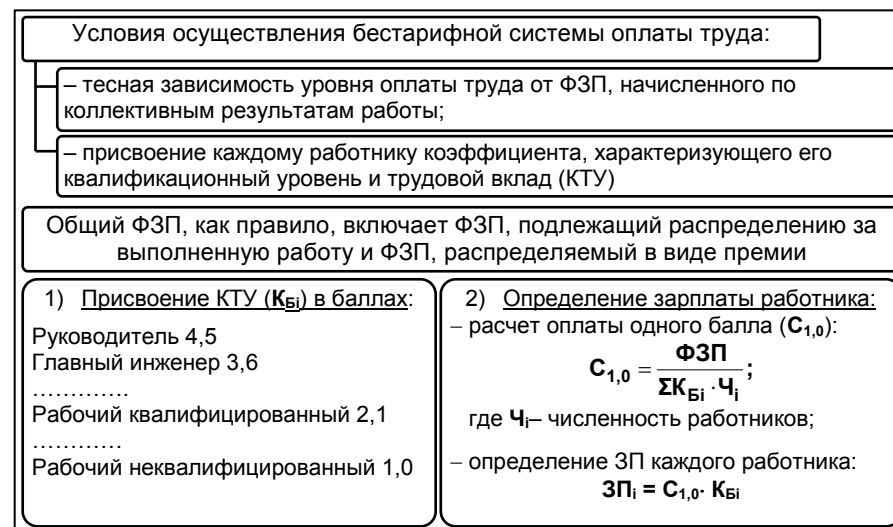 Условия осуществления бестарифной системы оплаты труда:
– тесная зависимость уровня оплаты труда от ФЗП, начисленного по
коллективным результатам работы;
– присвоение каждому работнику коэффициента, характеризующего его
квалификационный уровень и трудовой вклад (КТУ)
Общий ФЗП, как правило, включает ФЗП, подлежащий распределению за
выполненную работу и ФЗП, распределяемый в виде премии
1) Присвоение КТУ (КБi) в баллах:
Руководитель 4,5
Главный инженер 3,6
………….
Рабочий квалифицированный 2,1
…………
Рабочий неквалифицированный 1,0
2) Определение зарплаты работника:
– расчет оплаты одного балла (С1,0):
С1,0 = ФЗП / ΣКБi · Чi ;
где Чi– численность работников;
– определение ЗП каждого работника:
ЗПi = С1,0· КБi